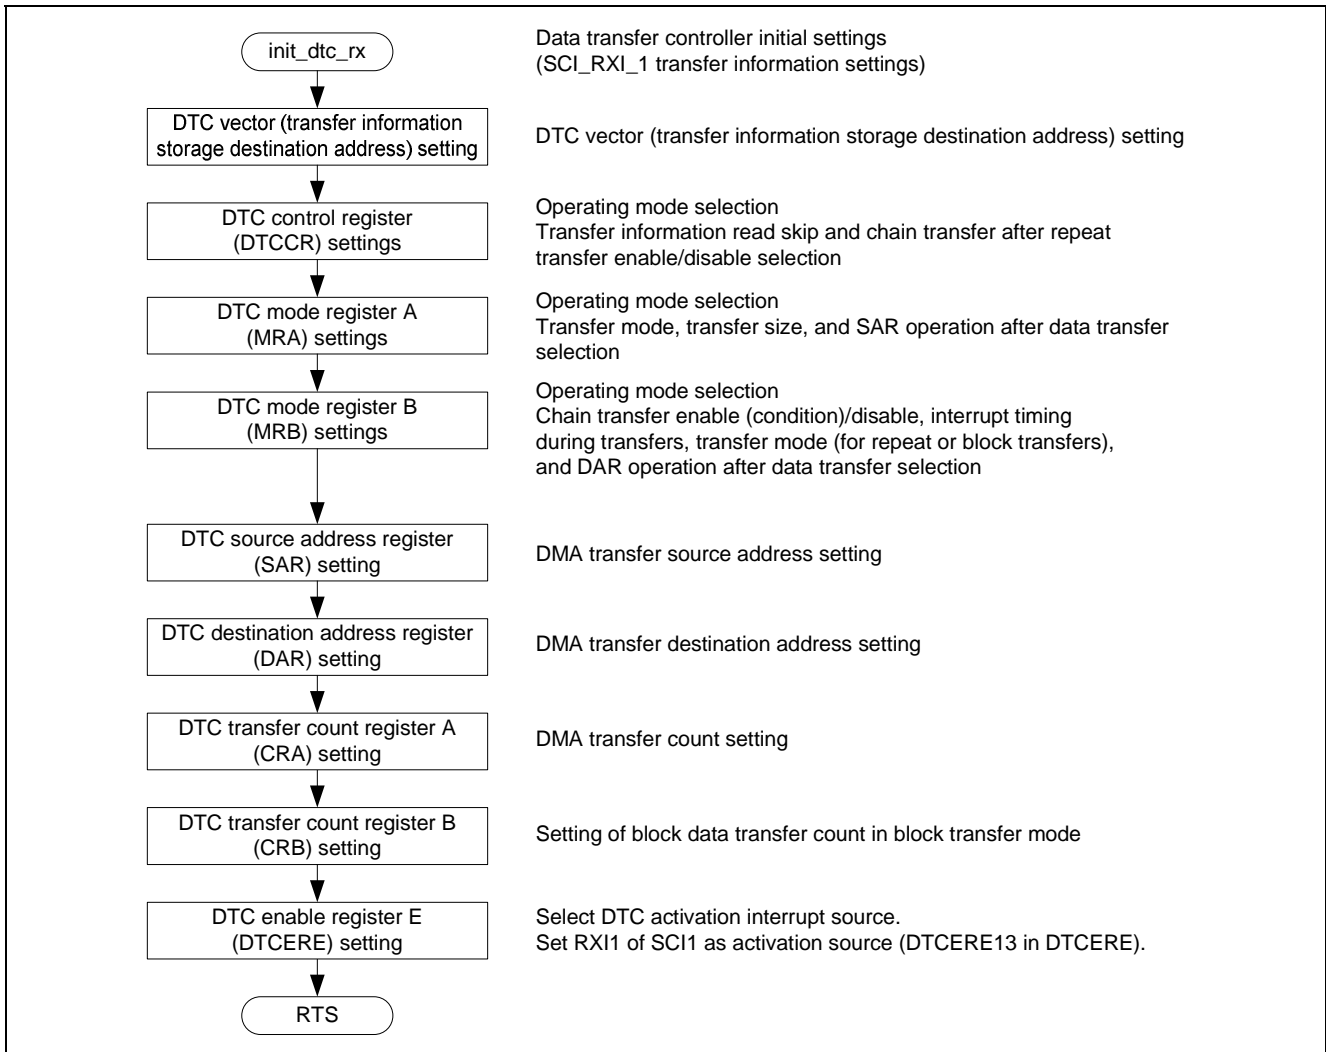 init_dtc_rx
Data transfer controller initial settings
(SCI_RXI_1 transfer information settings)
DTC vector (transfer information
storage destination address) setting
DTC vector (transfer information storage destination address) setting
DTC control register
(DTCCR) settings
Operating mode selection
Transfer information read skip and chain transfer after repeat
transfer enable/disable selection
DTC mode register A
(MRA) settings
Operating mode selection
Transfer mode, transfer size, and SAR operation after data transfer
selection
DTC mode register B
(MRB) settings
Operating mode selection
Chain transfer enable (condition)/disable, interrupt timing
during transfers, transfer mode (for repeat or block transfers),
and DAR operation after data transfer selection
DTC source address register
(SAR) setting
DMA transfer source address setting
DTC destination address register
(DAR) setting
DMA transfer destination address setting
DTC transfer count register A
(CRA) setting
DMA transfer count setting
DTC transfer count register B
(CRB) setting
Setting of block data transfer count in block transfer mode
DTC enable register E
(DTCERE) setting
Select DTC activation interrupt source.
Set RXI1 of SCI1 as activation source (DTCERE13 in DTCERE).
RTS